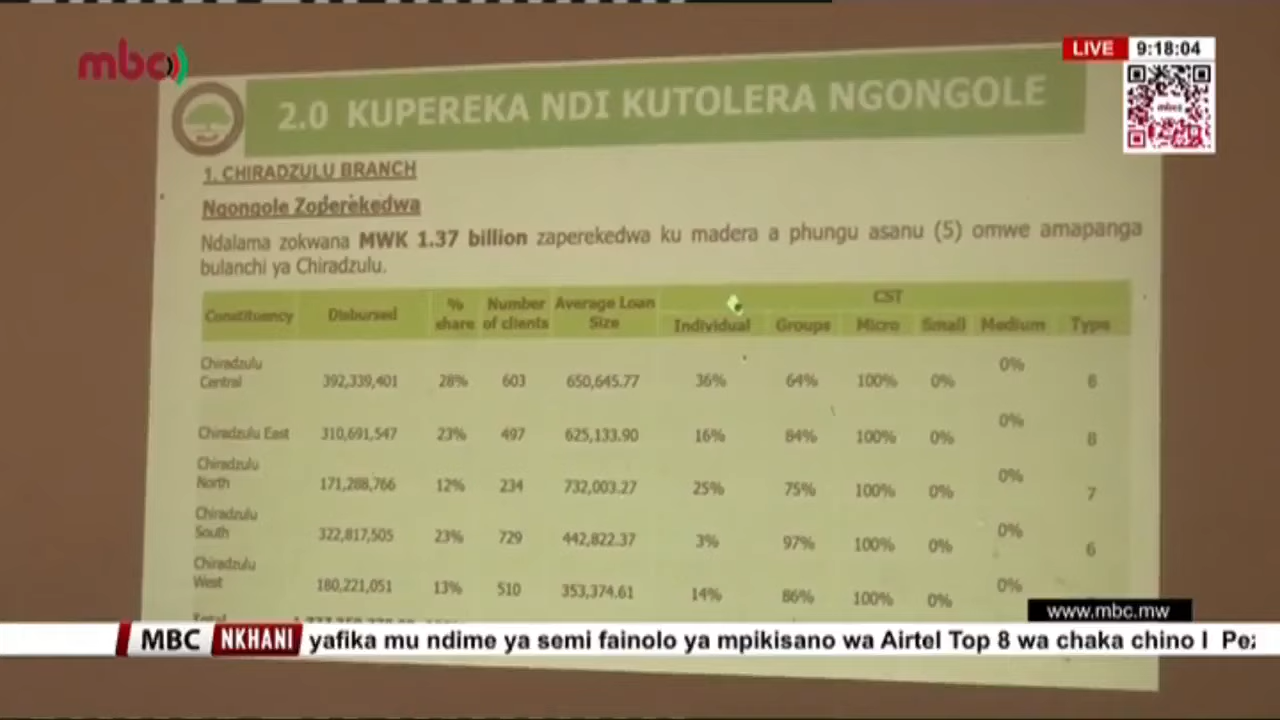 mbc
LIVE 9:18:04
2.0 KUPEREKA NDI KUTOLERA NGONGOLE
1. CHIRADZULU BRANCH
Ngongole Zoperekedwa
Ndalama zokwana MWK 1.37 billion zaperekedwa ku madera a phungu asanu (5) omwe amapanga
bulanchi ya Chiradzulu.
Constituency Disbursed % share Number of clients Average Loan Size CST
Individual Groups Micro Small Medium Type
Chiradzulu Central 392,339,401 28% 603 650,645.77 36% 64% 100% 0% 0% 6
Chiradzulu East 310,691,547 23% 497 625,133.90 16% 84% 100% 0% 0% 8
Chiradzulu North 171,288,766 12% 234 732,003.27 25% 75% 100% 0% 0% 7
Chiradzulu South 322,817,505 23% 729 442,822.37 3% 97% 100% 0% 0% 6
Chiradzulu West 180,221,051 13% 510 353,374.61 14% 86% 100% 0% 0%
Total
www.mbc.mw
MBC NKHANI yafika mu ndime ya semi fainolo ya mpikisano wa Airtel Top 8 wa chaka chino I